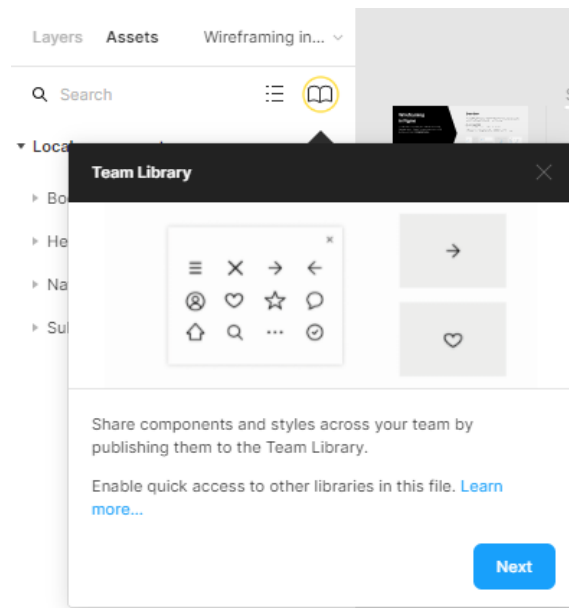 Layers Assets Wireframing in...
Search
Team Library
Share components and styles across your team by
publishing them to the Team Library.
Enable quick access to other libraries in this file. Learn
more...
Next